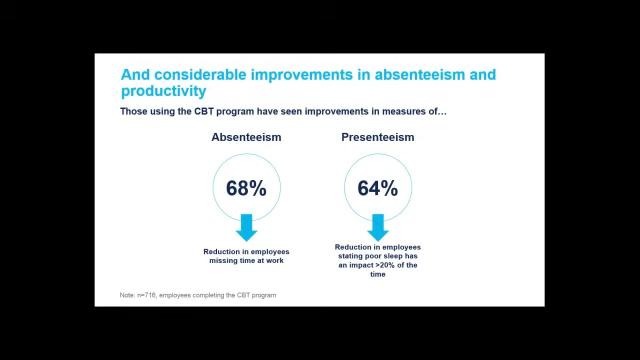 And considerable improvements in absenteeism and
productivity
Those using the CBT program have seen improvements in measures of…
Absenteeism
Presenteeism
68%
64%
Reduction in employees
missing time at work
Reduction in employees
stating poor sleep has
an impact >20% of the
time
Note: n=716, employees completing the CBT program